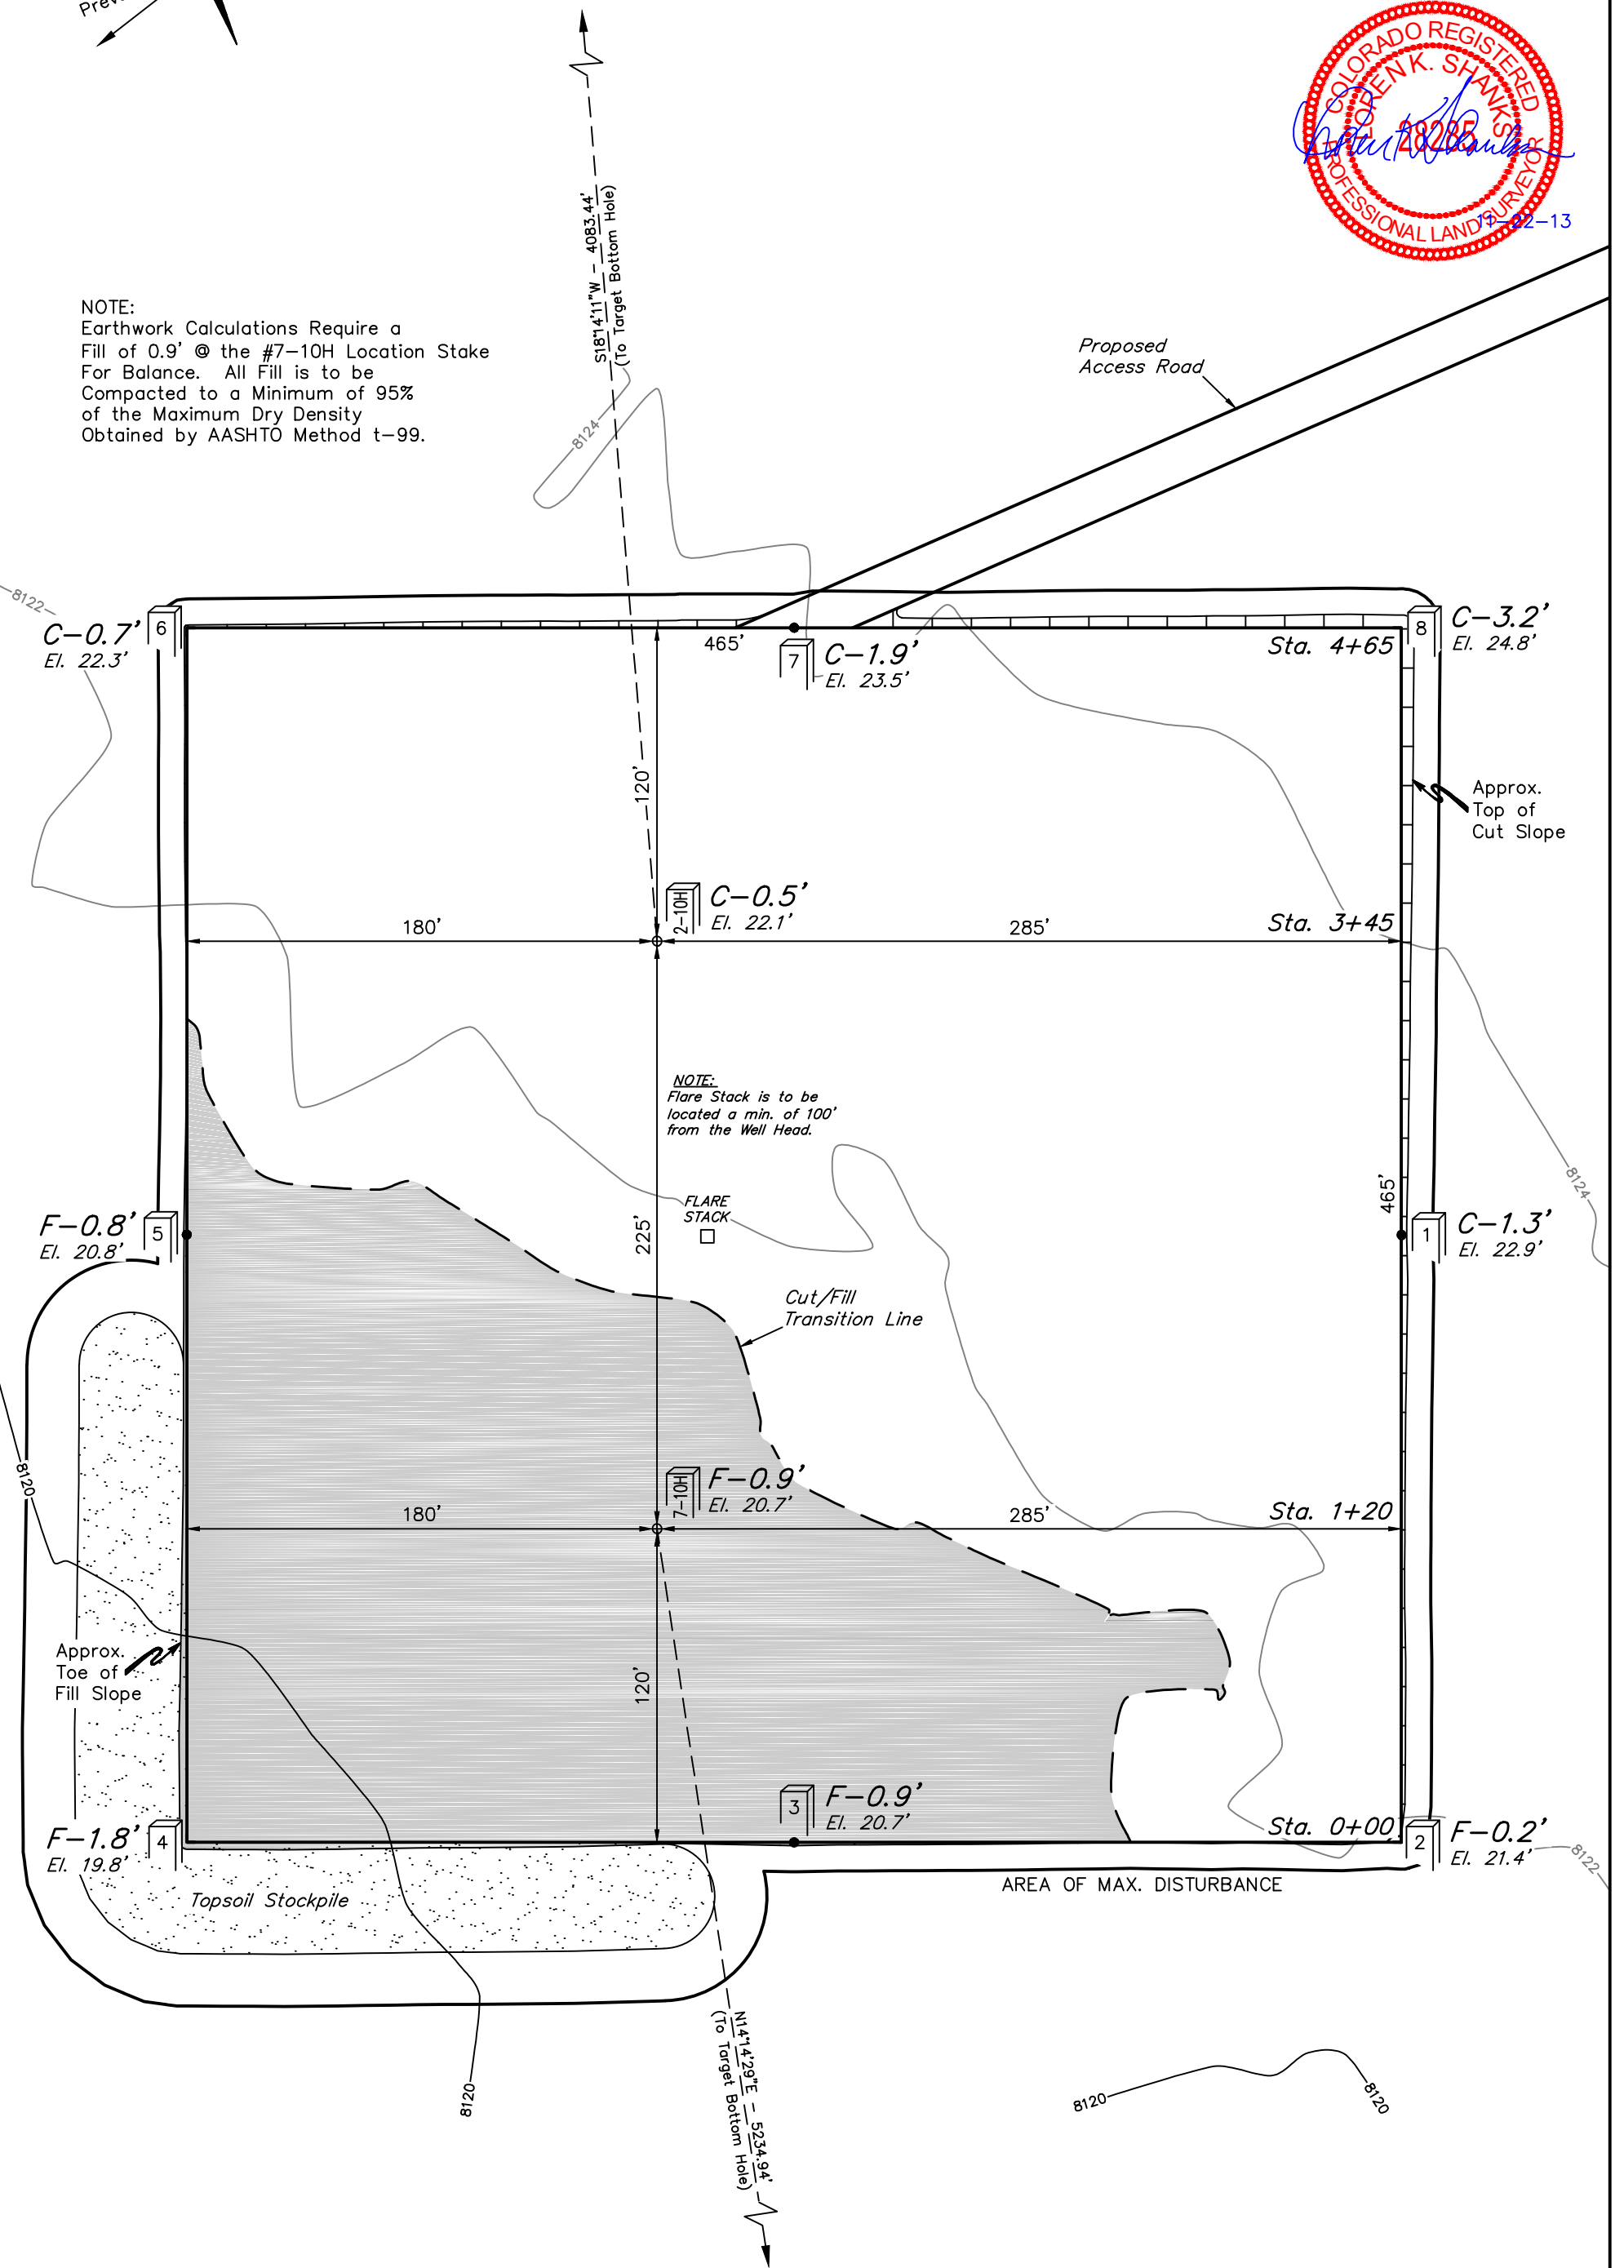 Prev
COLORADO REGISTERED
LOREN K. SHANKS
28285
PROFESSIONAL LAND SURVEYOR
11-22-13
S18°14'11"W - 4083.44'
(To Target Bottom Hole)
NOTE:
Earthwork Calculations Require a
Fill of 0.9' @ the #7-10H Location Stake
For Balance. All Fill is to be
Compacted to a Minimum of 95%
of the Maximum Dry Density
Obtained by AASHTO Method t-99.
Proposed
Access Road
8124
8122
6
C-0.7'
El. 22.3'
465'
7
C-1.9'
El. 23.5'
Sta. 4+65
8
C-3.2'
El. 24.8'
120'
Approx.
Top of
Cut Slope
2-10H
C-0.5'
El. 22.1'
180'
285'
Sta. 3+45
NOTE:
Flare Stack is to be
located a min. of 100'
from the Well Head.
FLARE
STACK
225'
465'
8124
F-0.8'
El. 20.8'
5
1
C-1.3'
El. 22.9'
Cut/Fill
Transition Line
8120
7-10H
F-0.9'
El. 20.7'
180'
285'
Sta. 1+20
120'
Approx.
Toe of
Fill Slope
3
F-0.9'
El. 20.7'
Sta. 0+00
2
F-0.2'
El. 21.4'
8122
F-1.8'
El. 19.8'
4
Topsoil Stockpile
AREA OF MAX. DISTURBANCE
N14°14'29"E - 5234.94'
(To Target Bottom Hole)
8120
8120
8120